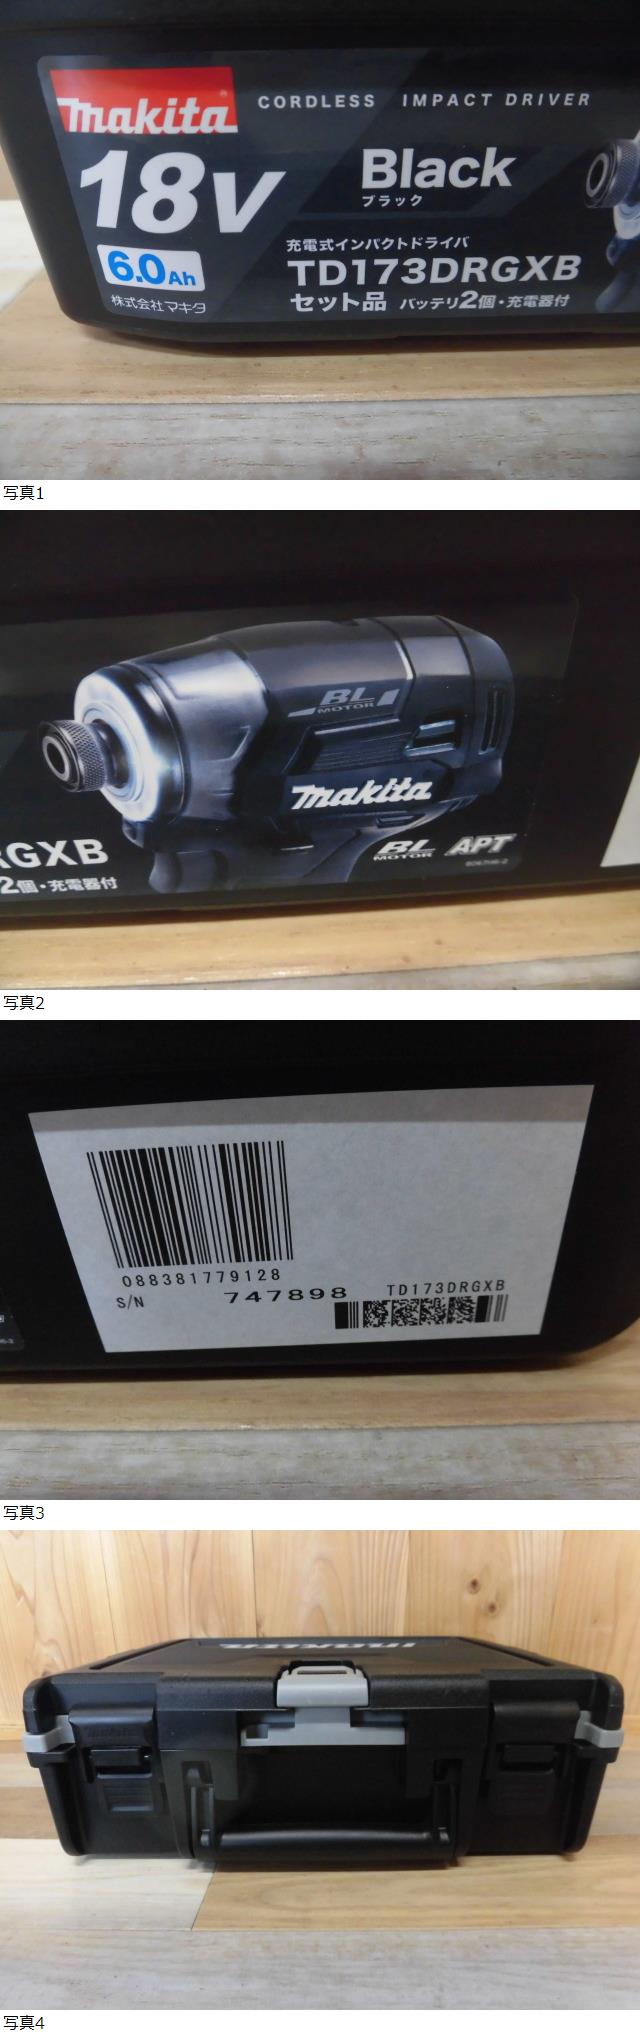 makita
CORDLESS IMPACT DRIVER
18V
Black
ブラック
6.0Ah
充電式インパクトドライバ
TD173DRGXB
株式会社マキタ
セット品 バッテリ2個・充電器付
写真1
BL
MOTOR
makita
RGXB
BL
MOTOR
APT
2個・充電器付
写真2
088381779128
S/N 747898 TD173DRGXB
写真3
makita
写真4